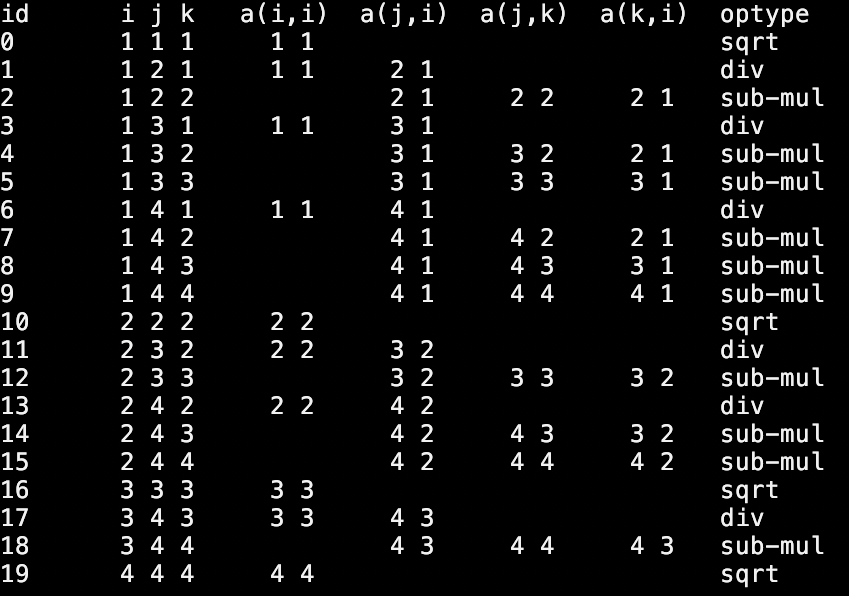 id      i j k   a(i,i)  a(j,i)  a(j,k)  a(k,i)  optype
0       1 1 1     1 1                           sqrt
1       1 2 1     1 1     2 1                   div
2       1 2 2             2 1     2 2     2 1   sub-mul
3       1 3 1     1 1     3 1                   div
4       1 3 2             3 1     3 2     2 1   sub-mul
5       1 3 3             3 1     3 3     3 1   sub-mul
6       1 4 1     1 1     4 1                   div
7       1 4 2             4 1     4 2     2 1   sub-mul
8       1 4 3             4 1     4 3     3 1   sub-mul
9       1 4 4             4 1     4 4     4 1   sub-mul
10      2 2 2     2 2                           sqrt
11      2 3 2     2 2     3 2                   div
12      2 3 3             3 2     3 3     3 2   sub-mul
13      2 4 2     2 2     4 2                   div
14      2 4 3             4 2     4 3     3 2   sub-mul
15      2 4 4             4 2     4 4     4 2   sub-mul
16      3 3 3     3 3                           sqrt
17      3 4 3     3 3     4 3                   div
18      3 4 4             4 3     4 4     4 3   sub-mul
19      4 4 4     4 4                           sqrt